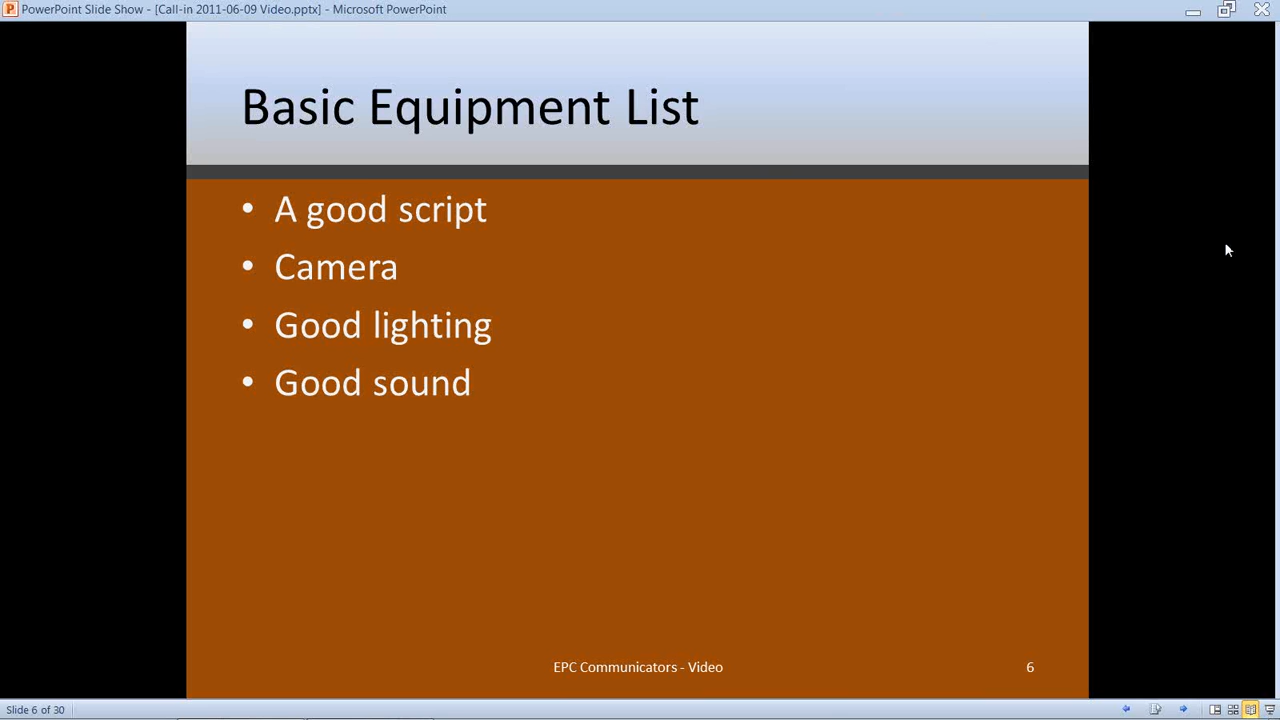 PowerPoint Slide Show - [Call-in 2011-06-09 Video.pptx] - Microsoft PowerPoint
Basic Equipment List
• A good script
• Camera
• Good lighting
• Good sound
EPC Communicators - Video
6
Slide 6 of 30